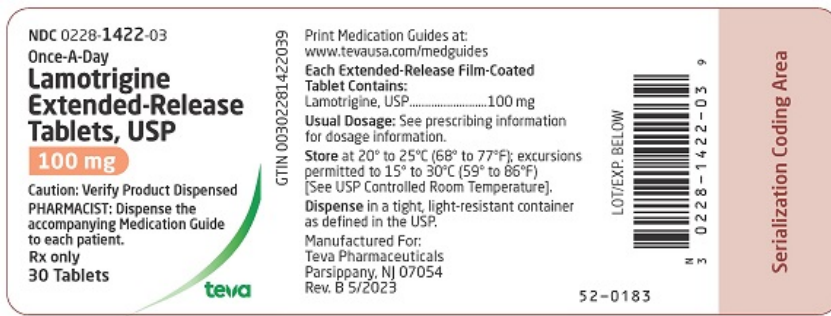 NDC 0228-1422-03
Once-A-Day
Lamotrigine
Extended-Release
Tablets, USP
100 mg
Caution: Verify Product Dispensed
PHARMACIST: Dispense the
accompanying Medication Guide
to each patient.
Rx only
30 Tablets
teva
GTIN 00302281422039
Print Medication Guides at:
www.tevausa.com/medguides
Each Extended-Release Film-Coated
Tablet Contains:
Lamotrigine, USP..........................100 mg
Usual Dosage: See prescribing information
for dosage information.
Store at 20° to 25°C (68° to 77°F); excursions
permitted to 15° to 30°C (59° to 86°F)
[See USP Controlled Room Temperature].
Dispense in a tight, light-resistant container
as defined in the USP.
Manufactured For:
Teva Pharmaceuticals
Parsippany, NJ 07054
Rev. B 5/2023
52-0183
LOT/EXP. BELOW
N
3 0228-1422-03 9
Serialization Coding Area